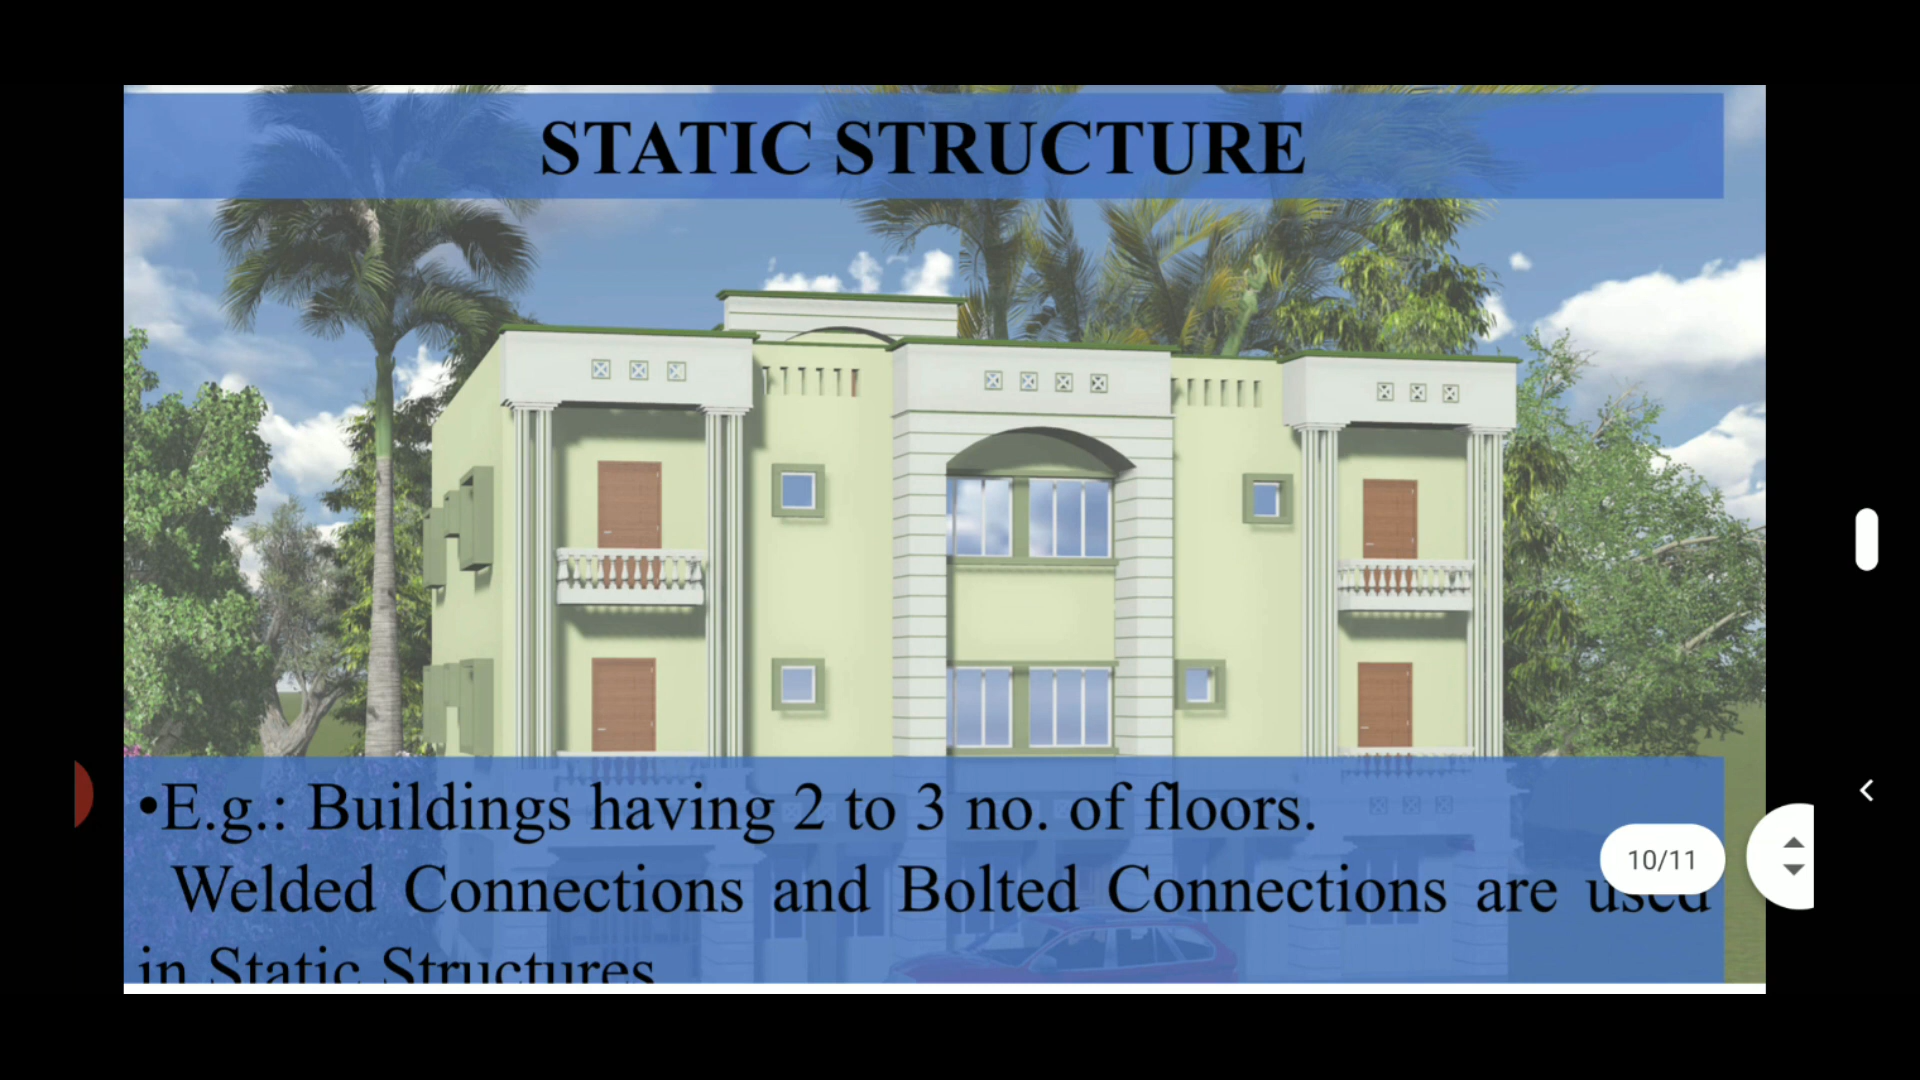 STATIC STRUCTURE
•E.g.: Buildings having 2 to 3 no. of floors.
Welded Connections and Bolted Connections are used
in Static Structures
10/11